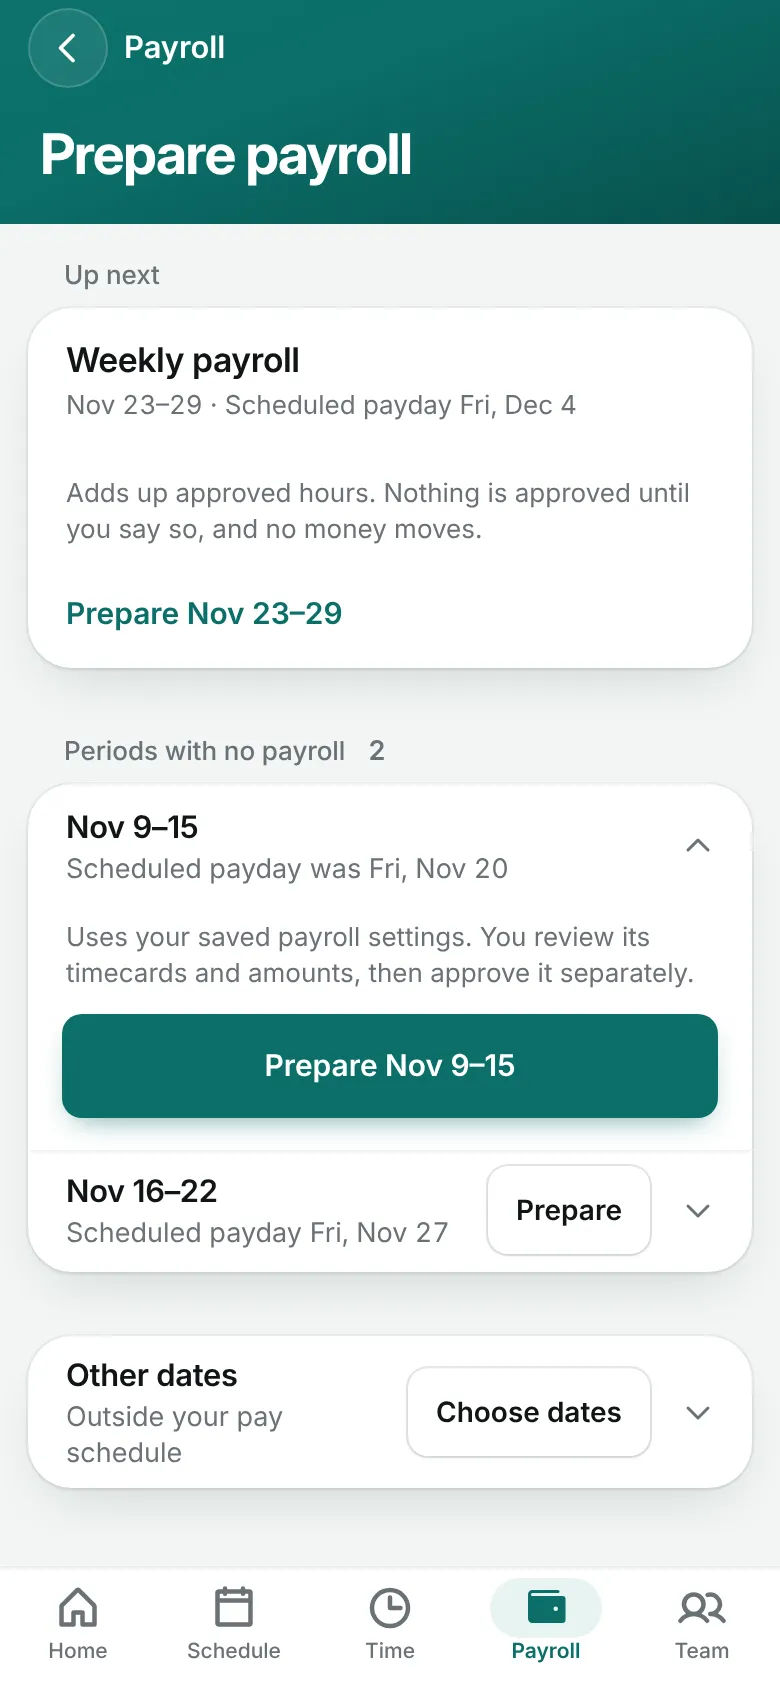 Payroll
Prepare payroll
Up next
Weekly payroll
Nov 23–29 · Scheduled payday Fri, Dec 4
Adds up approved hours. Nothing is approved until
you say so, and no money moves.
Prepare Nov 23–29
Periods with no payroll 2
Nov 9–15
Scheduled payday was Fri, Nov 20
Uses your saved payroll settings. You review its
timecards and amounts, then approve it separately.
Prepare Nov 9–15
Nov 16–22
Scheduled payday Fri, Nov 27
Prepare
Other dates
Outside your pay
schedule
Choose dates
Home
Schedule
Time
Payroll
Team